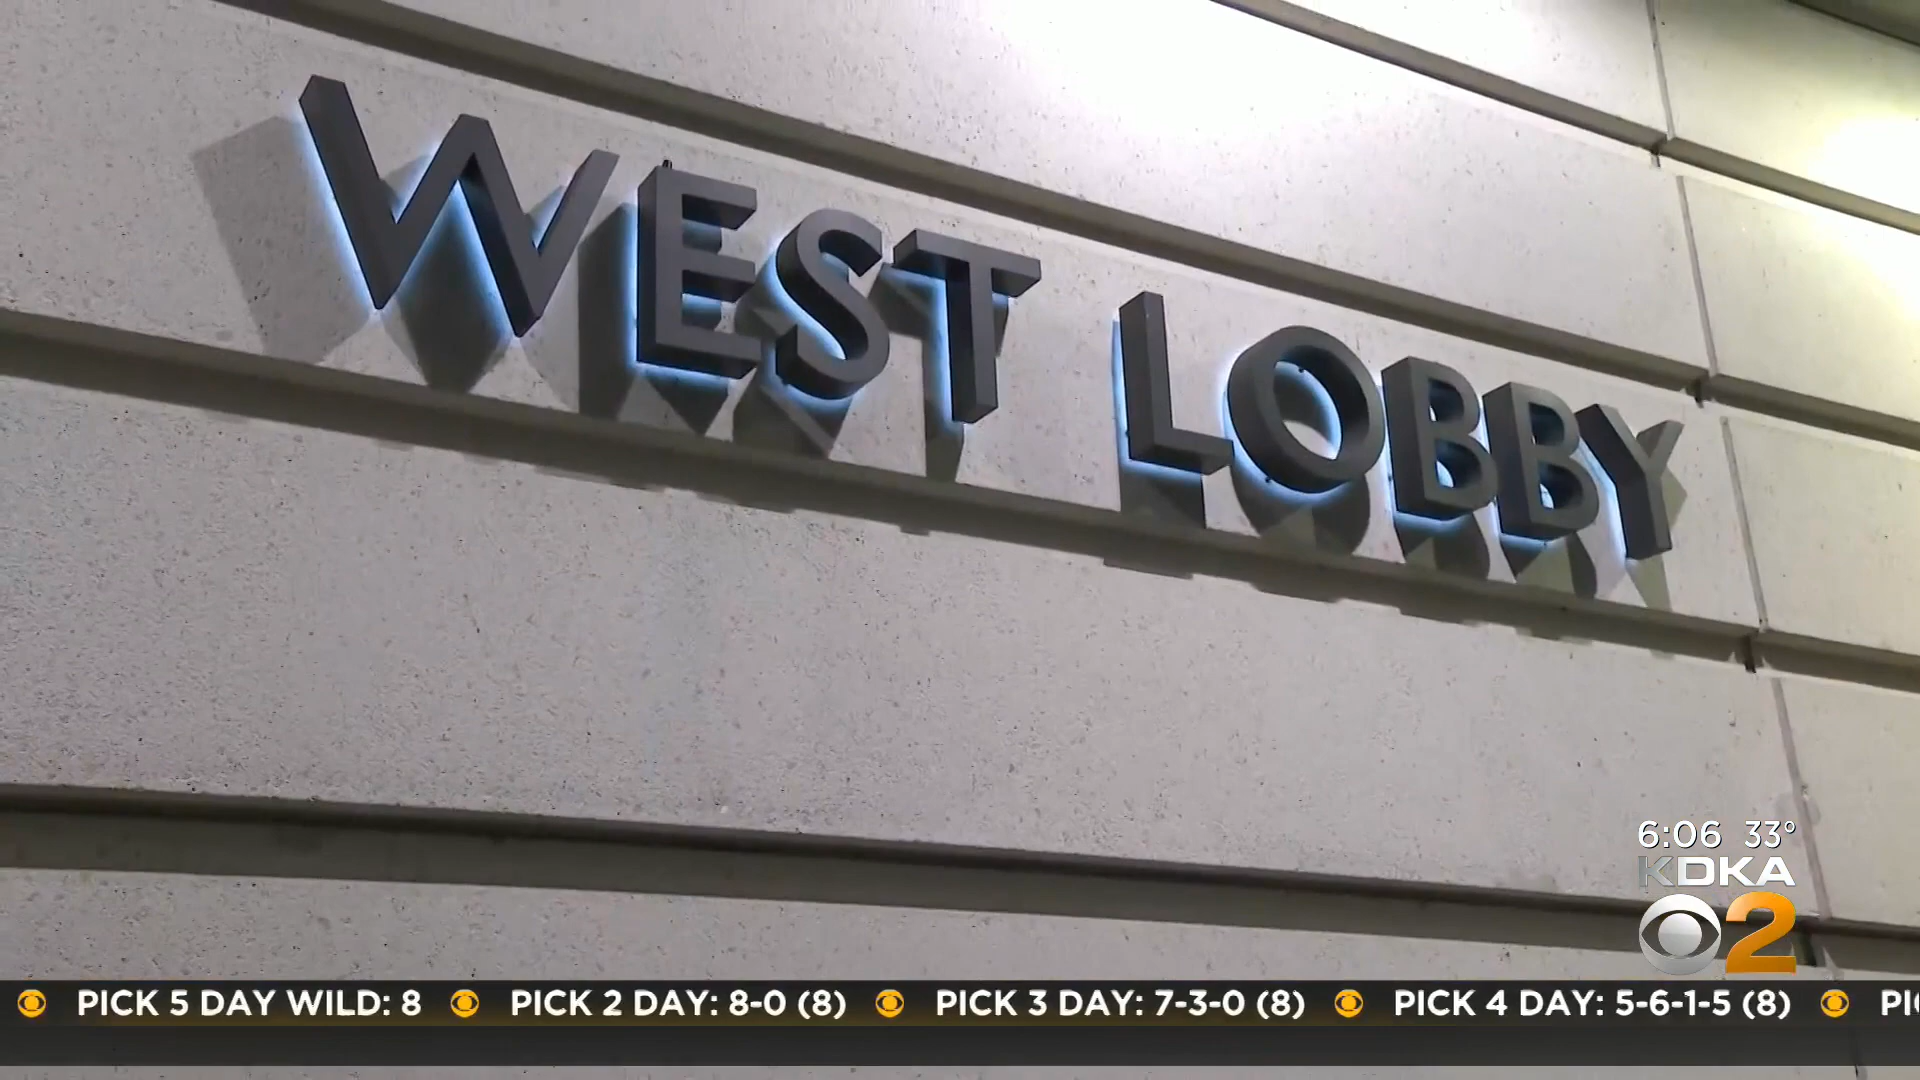 WEST LOBBY
6:06 33°
KDKA
2
PICK 5 DAY WILD: 8 PICK 2 DAY: 8-0 (8) PICK 3 DAY: 7-3-0 (8) PICK 4 DAY: 5-6-1-5 (8)